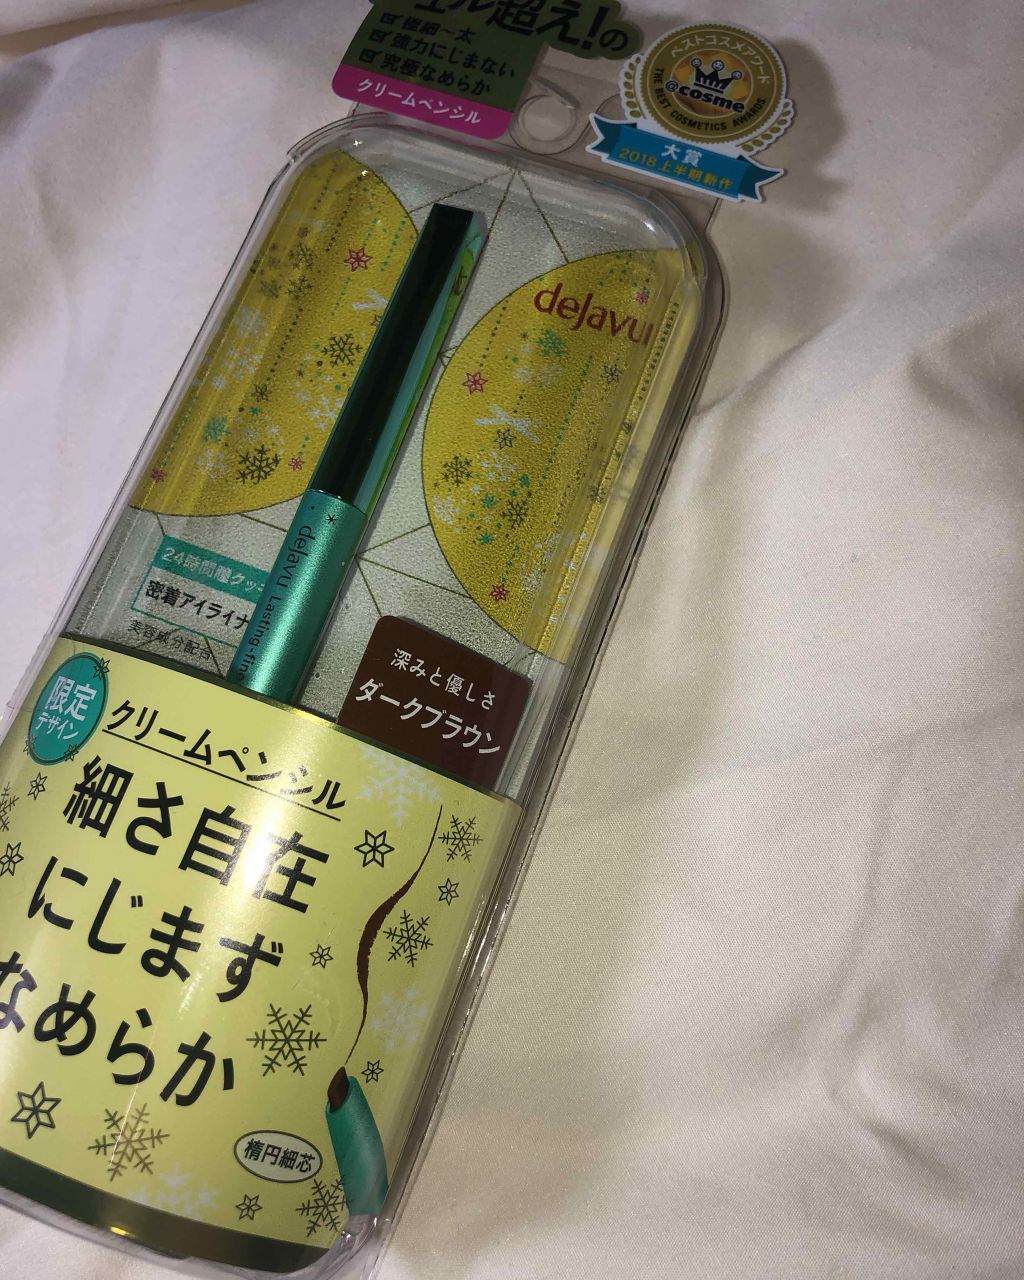 超え!の
極細~太
強力にじまない
究極なめらか
クリームペンシル
ベストコスメアワード
@cosme
THE BEST COSMETICS AWARDS
大賞
2018上半期新作
dejavu
dejavu Lasting-fine
24時間瞳クッ
密着アイライナ
美容成分配合
深みと優しさ
ダークブラウン
限定
デザイン
クリームペンシル
細さ自在
にじまず
なめらか
楕円細芯